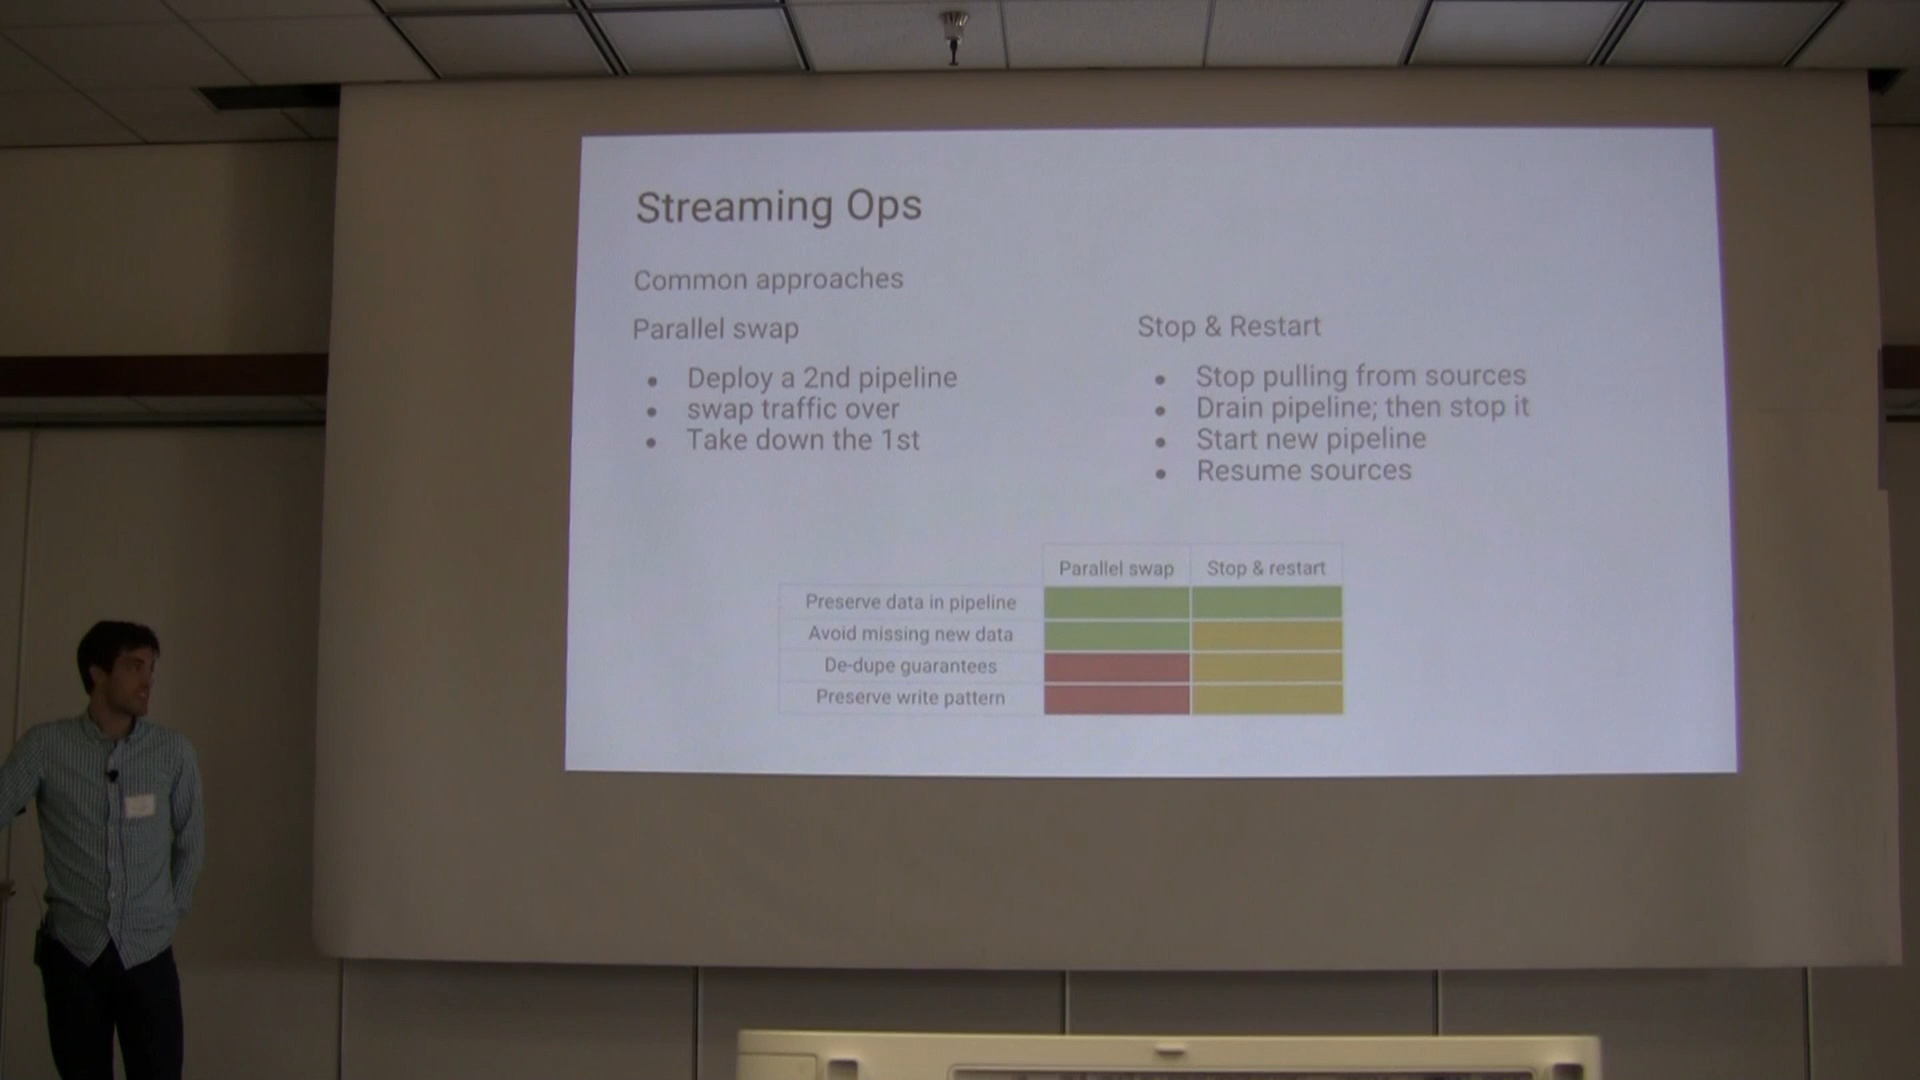 Streaming Ops
Common approaches
Parallel swap
• Deploy a 2nd pipeline
• swap traffic over
• Take down the 1st
Stop & Restart
• Stop pulling from sources
• Drain pipeline; then stop it
• Start new pipeline
• Resume sources
Parallel swap Stop & restart
Preserve data in pipeline
Avoid missing new data
De-dupe guarantees
Preserve write pattern